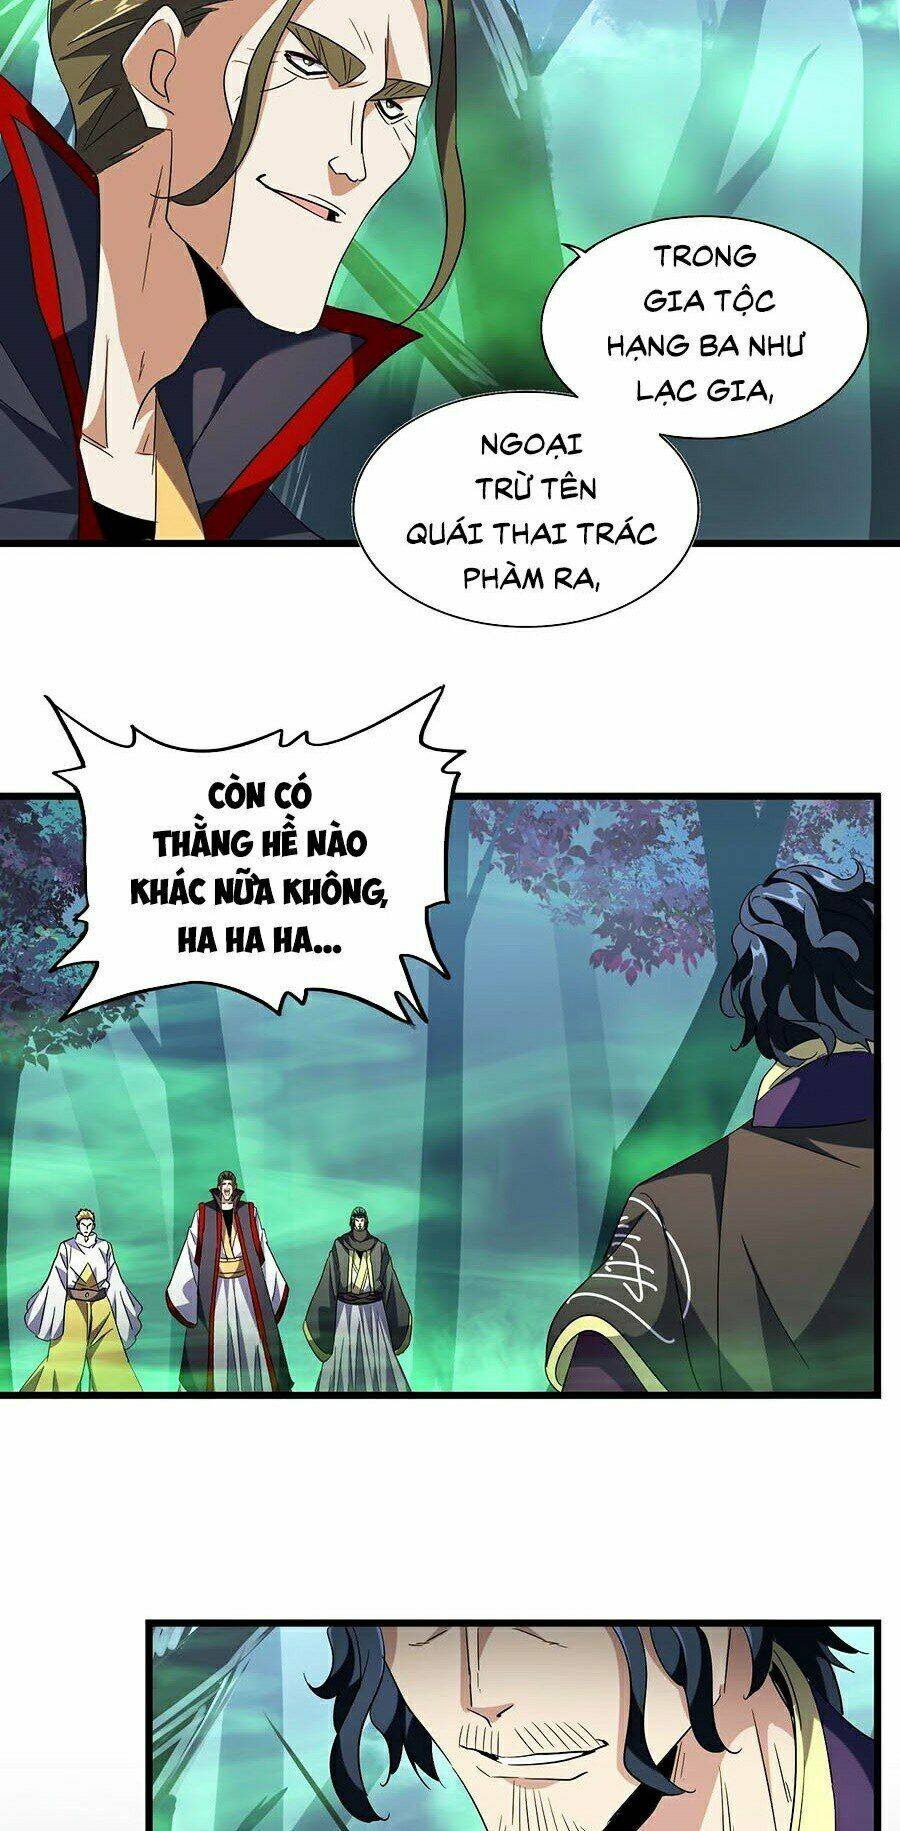 TRONG
GIA TỘC
HẠNG BA NHƯ
LẠC GIA,
NGOẠI
TRỪ TÊN
QUÁI THAI TRÁC
PHÀM RA,
CÒN CÓ
THẰNG HỀ NÀO
KHÁC NỮA KHÔNG,
HA HA HA...